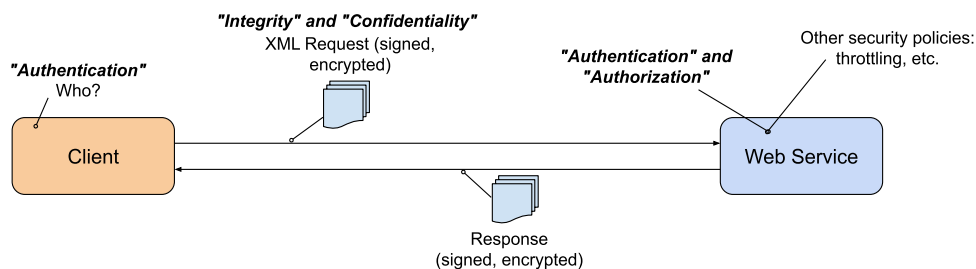 "Integrity" and "Confidentiality"
XML Request (signed,
encrypted)
"Authentication"
Who?
"Authentication" and
"Authorization"
Other security policies:
throttling, etc.
Client
Web Service
Response
(signed, encrypted)